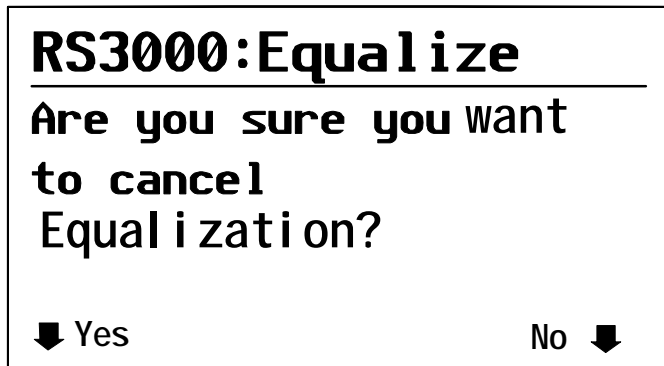 RS3000:Equalize
Are you sure you want
to cancel
Equalization?
Yes No